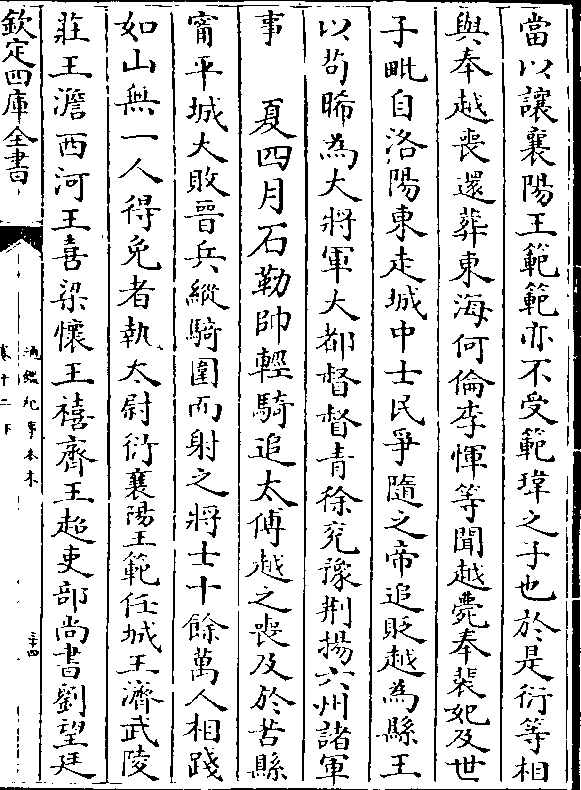 當以讓襄陽王範範亦不受範瑋之子也於是衍等相
與奉越喪還葬東海何倫李惲等聞越薨奉裴妃及世
子毗自洛陽東走城中士民爭隨之帝追貶越為縣王
以茍晞為大將軍大都督督青徐兖豫荆揚六州諸軍
事　夏四月石勒帥輕騎追太傅越之喪及於苦縣
甯平城大敗晉兵縱騎圍而射之將士十餘萬人相踐
如山無一人得免者執太尉衍襄陽王範任城王濟武陵
莊王澹西河王喜梁懷王禧齊王超吏部尚書劉望廷
欽定四庫全書
通鑑紀事本末
卷十二下
三十四